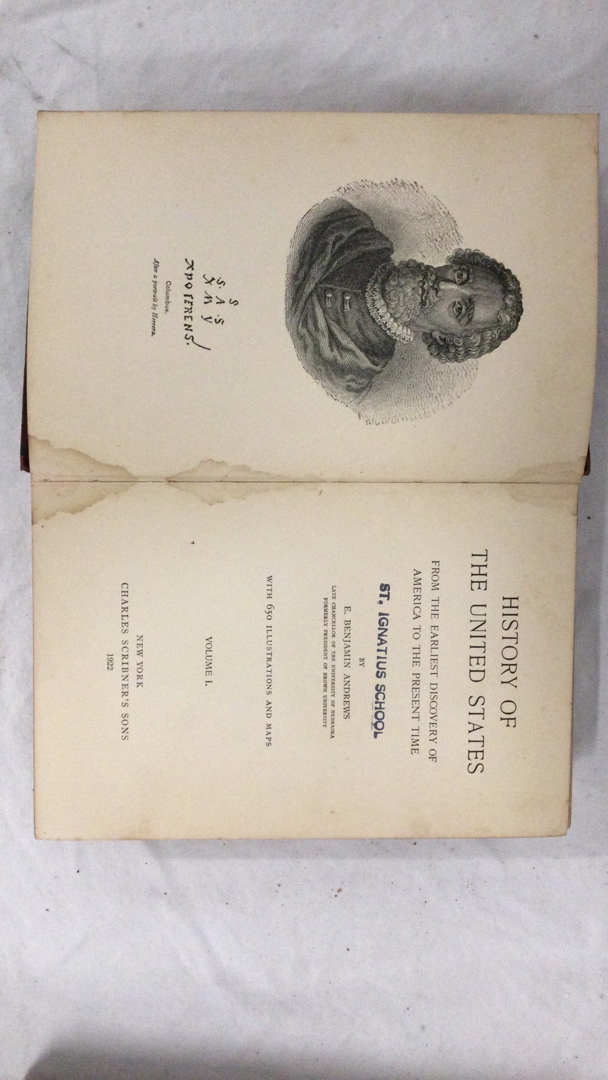 S
S. A. S
X M Y
XPO FERENS./
Columbus.
After a portrait by Herrera.
HISTORY OF
THE UNITED STATES
FROM THE EARLIEST DISCOVERY OF
AMERICA TO THE PRESENT TIME
ST. IGNATIUS SCHOOL
BY
E. BENJAMIN ANDREWS
LATE CHANCELLOR OF THE UNIVERSITY OF NEBRASKA
FORMERLY PRESIDENT OF BROWN UNIVERSITY
WITH 650 ILLUSTRATIONS AND MAPS
VOLUME I.
NEW YORK
CHARLES SCRIBNER'S SONS
1922